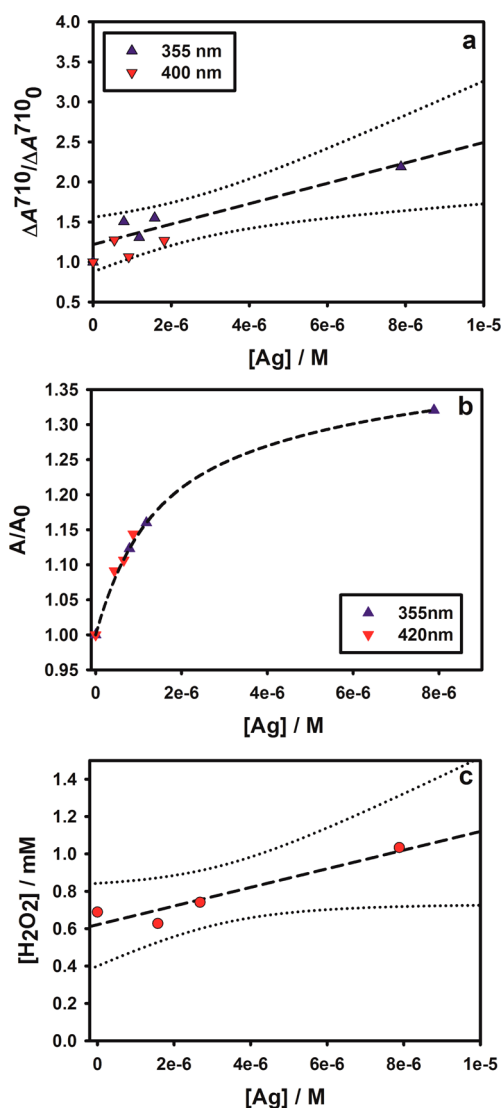 a
355 nm
400 nm
4.0
3.5
3.0
2.5
2.0
1.5
1.0
0.5
ΔA⁷¹⁰/ΔA⁷¹⁰₀
0
2e-6
4e-6
6e-6
8e-6
1e-5
[Ag] / M
b
1.35
1.30
1.25
1.20
1.15
1.10
1.05
1.00
0.95
A/A₀
355nm
420nm
0
2e-6
4e-6
6e-6
8e-6
[Ag] / M
c
1.4
1.2
1.0
0.8
0.6
0.4
0.2
0.0
[H₂O₂] / mM
0
2e-6
4e-6
6e-6
8e-6
1e-5
[Ag] / M